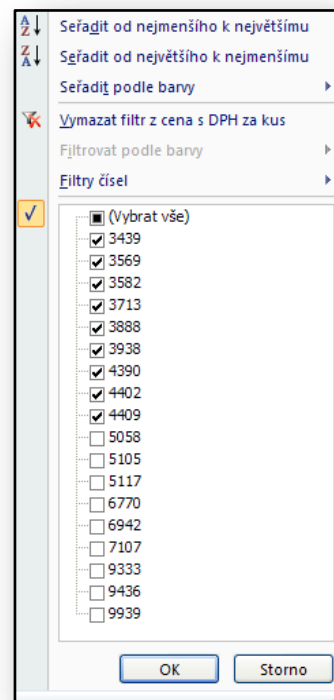 Seřadit od nejmenšího k největšímu
Seřadit od největšího k nejmenšímu
Seřadit podle barvy
Vymazat filtr z cena s DPH za kus
Filtrovat podle barvy
Filtry čísel
(Vybrat vše)
3439
3569
3582
3713
3888
3938
4390
4402
4409
5058
5105
5117
6770
6942
7107
9333
9436
9939
OK Storno